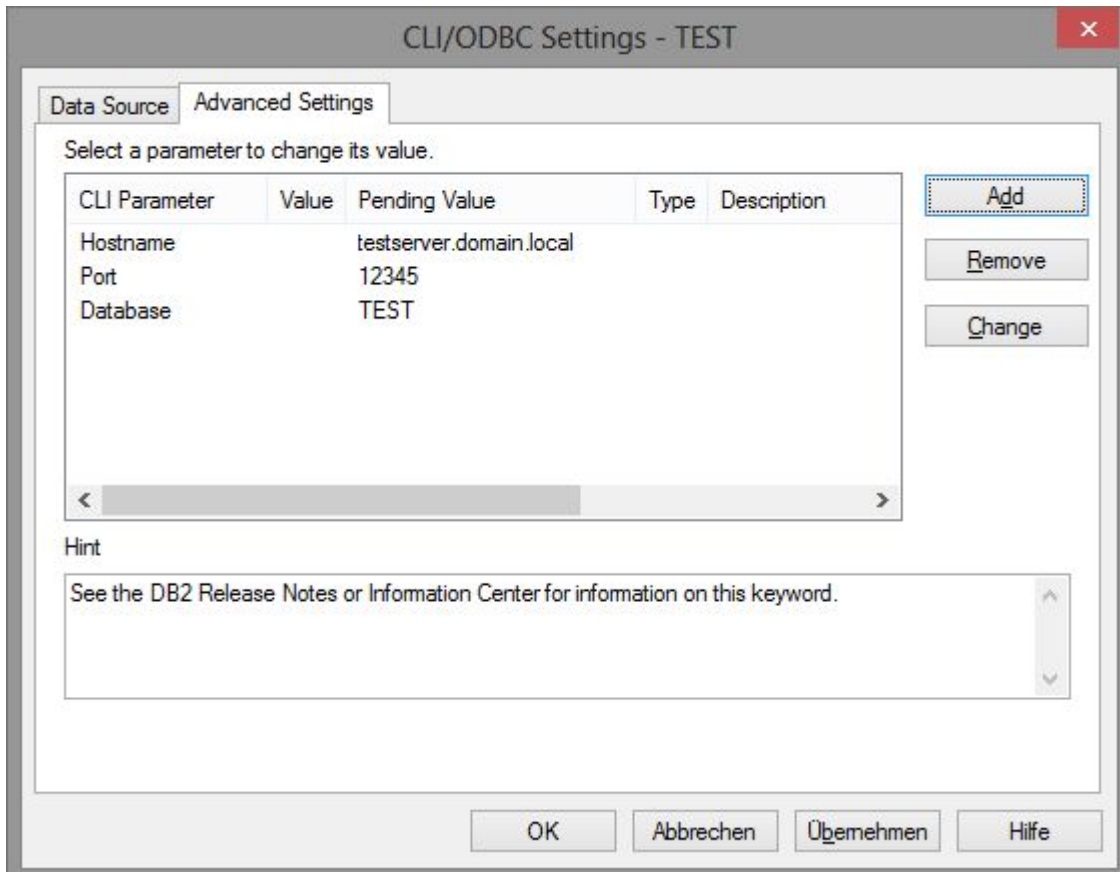 CLI/ODBC Settings - TEST
Data Source Advanced Settings
Select a parameter to change its value.
CLI Parameter Value Pending Value Type Description
Hostname testserver.domain.local
Port 12345
Database TEST
Add
Remove
Change
Hint
See the DB2 Release Notes or Information Center for information on this keyword.
OK Abbrechen Übernehmen Hilfe